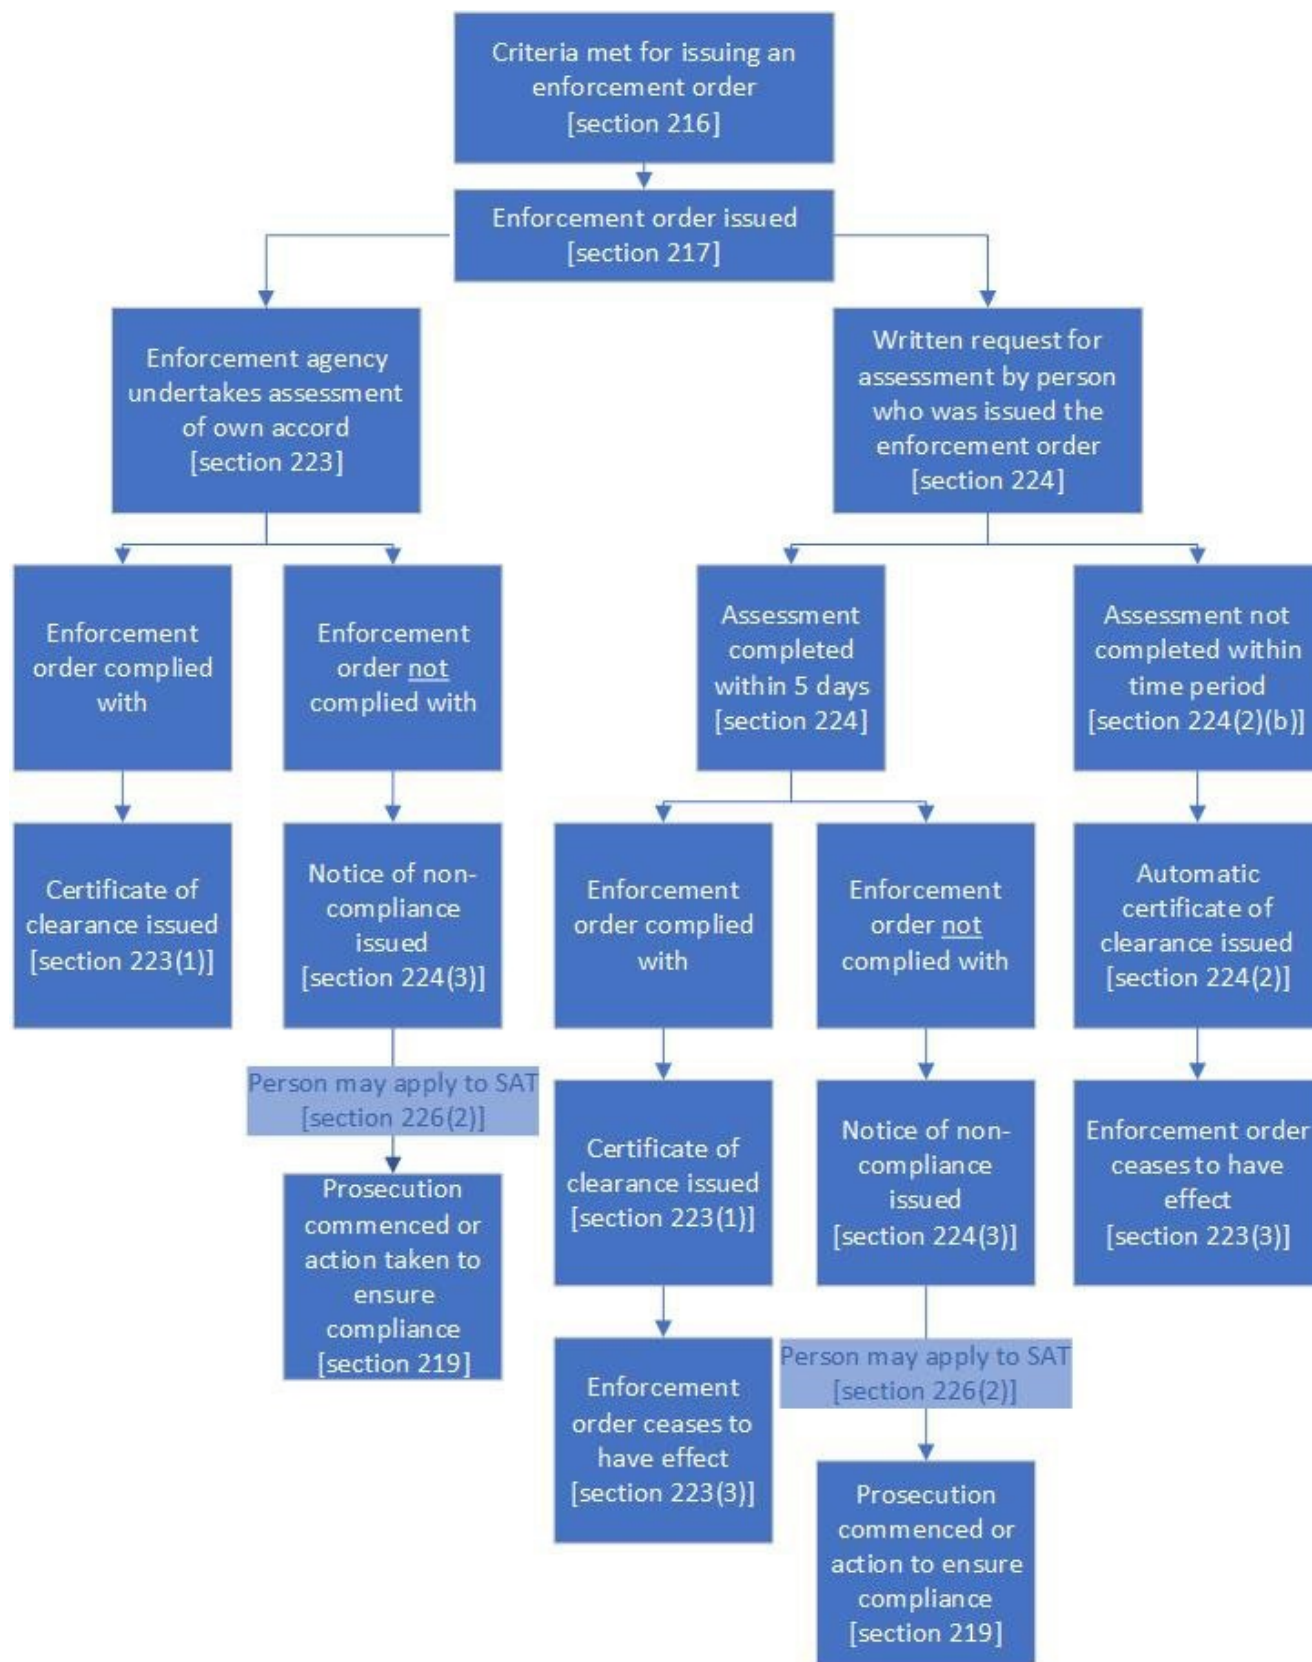 Criteria met for issuing an
enforcement order
[section 216]
Enforcement order issued
[section 217]
Enforcement agency
undertakes assessment
of own accord
[section 223]
Written request for
assessment by person
who was issued the
enforcement order
[section 224]
Enforcement
order complied
with
Enforcement
order not
complied with
Assessment
completed
within 5 days
[section 224]
Assessment not
completed within
time period
[section 224(2)(b)]
Certificate of
clearance issued
[section 223(1)]
Notice of non-
compliance
issued
[section 224(3)]
Enforcement
order complied
with
Enforcement
order not
complied with
Automatic
certificate of
clearance issued
[section 224(2)]
Person may apply to SAT
[section 226(2)]
Prosecution
commenced or
action taken to
ensure
compliance
[section 219]
Certificate of
clearance issued
[section 223(1)]
Notice of non-
compliance
issued
[section 224(3)]
Enforcement order
ceases to have
effect
[section 223(3)]
Enforcement
order ceases to
have effect
[section 223(3)]
Person may apply to SAT
[section 226(2)]
Prosecution
commenced or
action to ensure
compliance
[section 219]